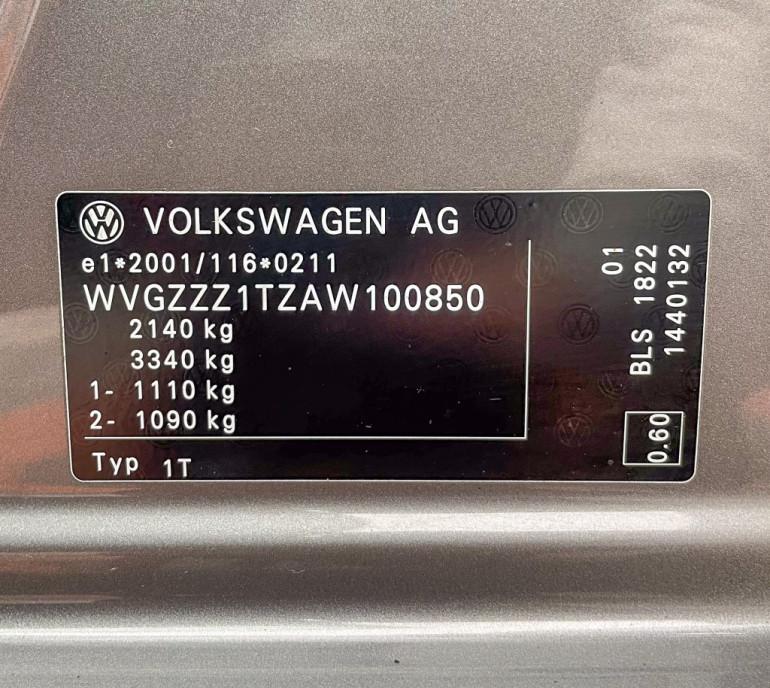 VOLKSWAGEN AG
e1*2001/116*0211
WVGZZZ1TZAW100850
2140 kg
3340 kg
1- 1110 kg
2- 1090 kg
Typ 1T
01
BLS 1822
1440132
0.60